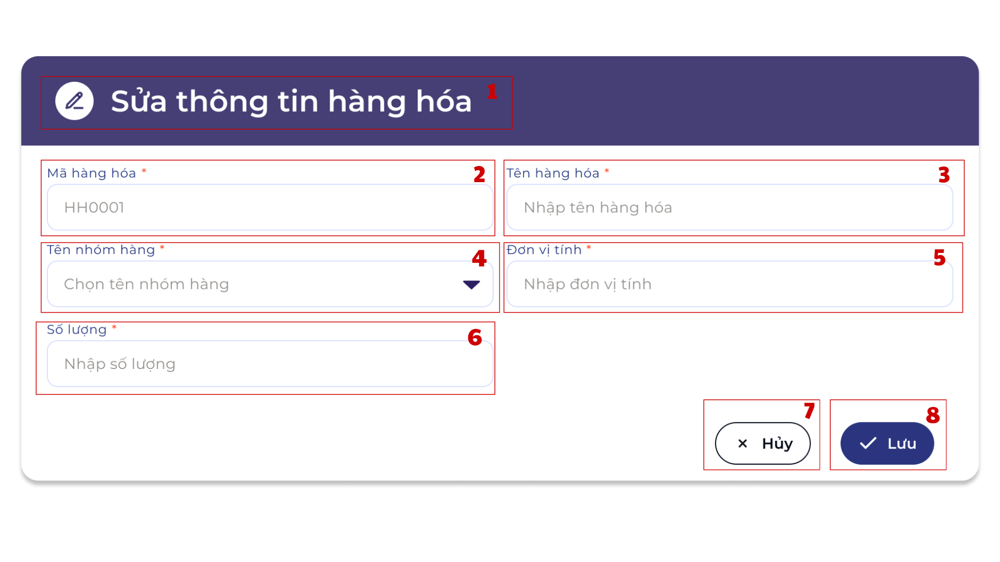 Sửa thông tin hàng hóa 1
Mã hàng hóa * 2
HH0001
Tên hàng hóa * 3
Nhập tên hàng hóa
Tên nhóm hàng * 4
Chọn tên nhóm hàng
Đơn vị tính * 5
Nhập đơn vị tính
Số lượng * 6
Nhập số lượng
7
Hủy
8
Lưu